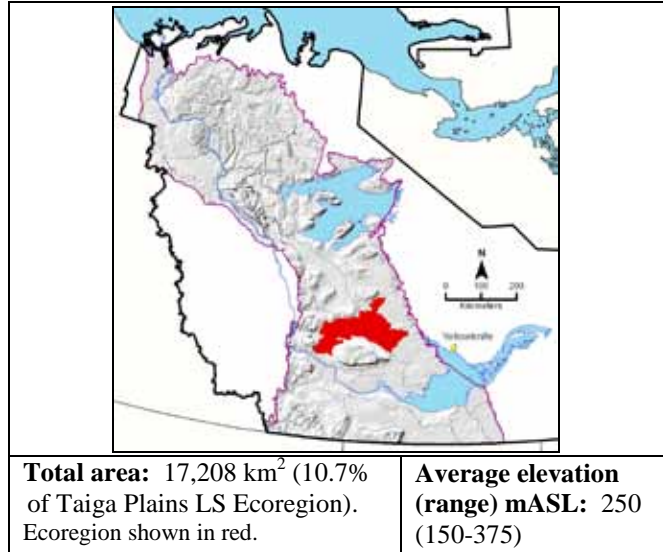 N
0 100 200
Kilometers
Yellowknife
Total area: 17,208 km2 (10.7%
of Taiga Plains LS Ecoregion).
Ecoregion shown in red.
Average elevation
(range) mASL: 250
(150-375)